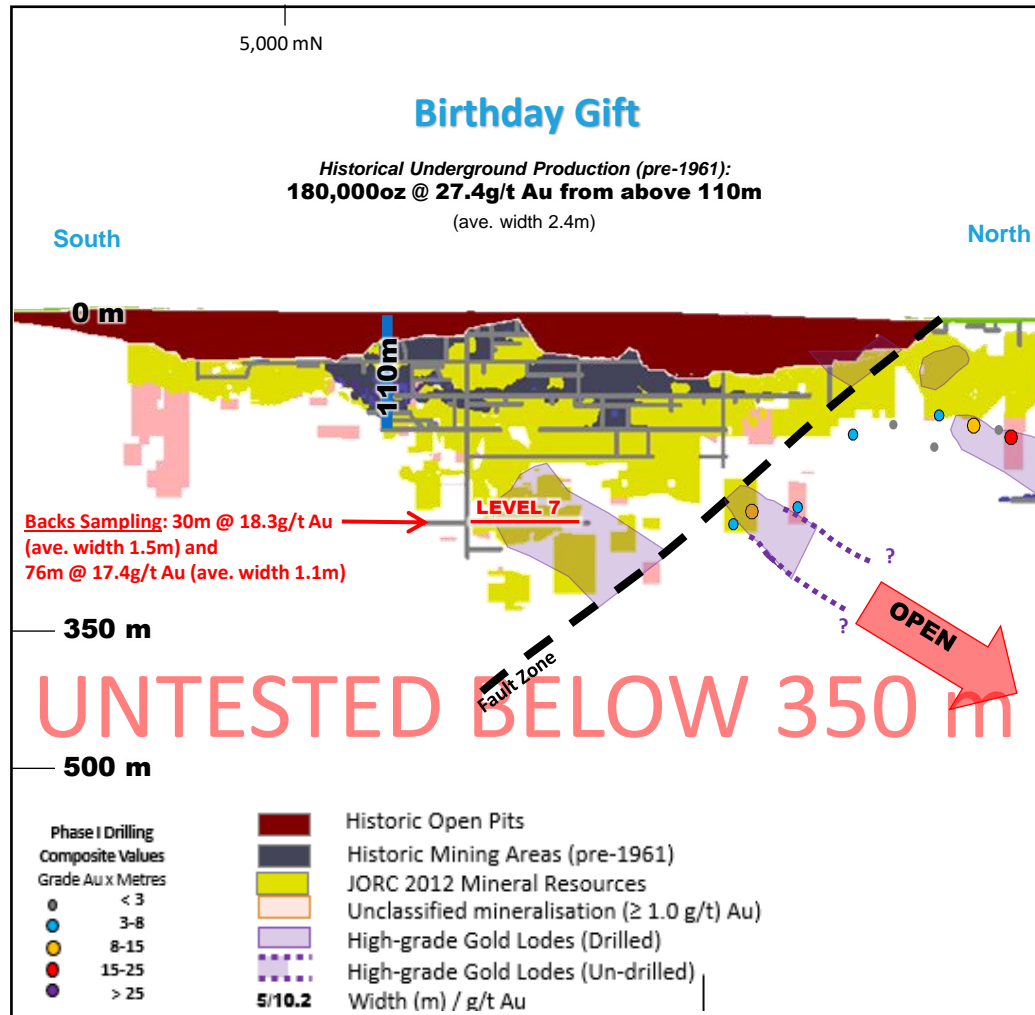 5,000 mN
Birthday Gift
Historical Underground Production (pre-1961):
180,000oz @ 27.4g/t Au from above 110m
(ave. width 2.4m)
South
North
0 m
110m
LEVEL 7
Backs Sampling: 30m @ 18.3g/t Au
(ave. width 1.5m) and
76m @ 17.4g/t Au (ave. width 1.1m)
?
?
OPEN
350 m
Fault Zone
UNTESTED BELOW 350 m
500 m
Phase I Drilling
Composite Values
Grade Au x Metres
< 3
3-8
8-15
15-25
> 25
Historic Open Pits
Historic Mining Areas (pre-1961)
JORC 2012 Mineral Resources
Unclassified mineralisation (≥ 1.0 g/t) Au)
High-grade Gold Lodes (Drilled)
High-grade Gold Lodes (Un-drilled)
5/10.2 Width (m) / g/t Au